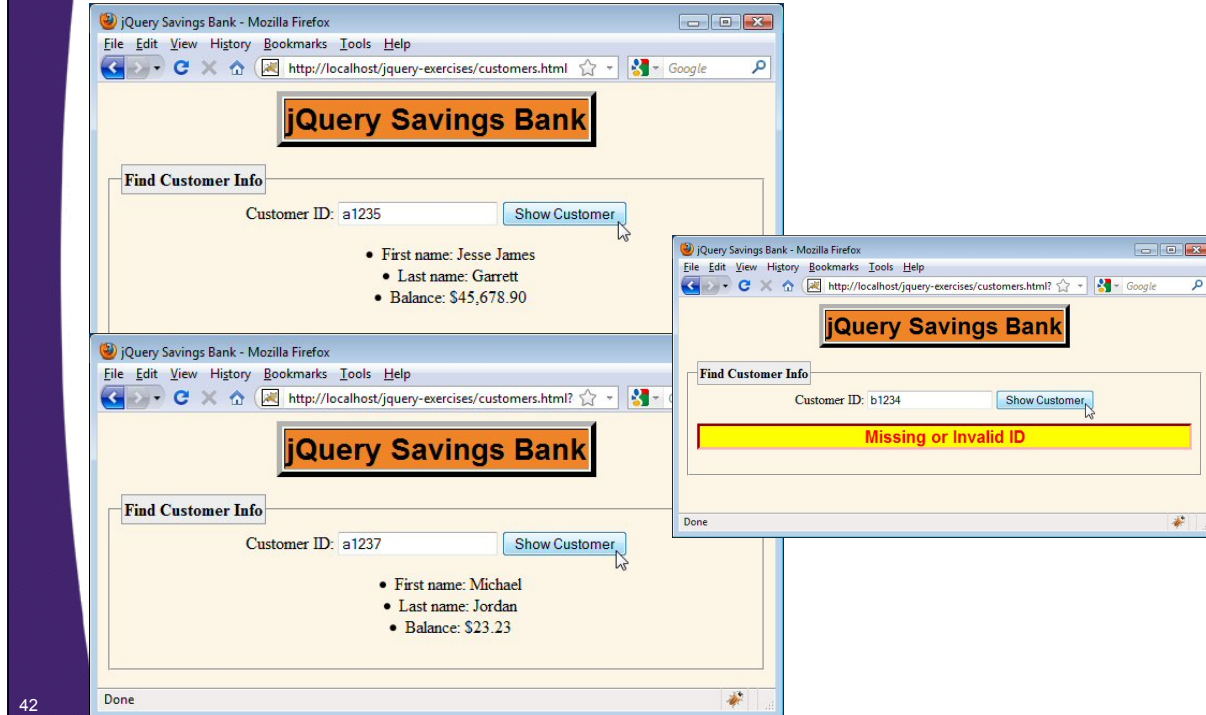 jQuery Savings Bank - Mozilla Firefox
File Edit View History Bookmarks Tools Help
http://localhost/jquery-exercises/customers.html
Google
jQuery Savings Bank
Find Customer Info
Customer ID: a1235 Show Customer
• First name: Jesse James
• Last name: Garrett
• Balance: $45,678.90
jQuery Savings Bank - Mozilla Firefox
File Edit View History Bookmarks Tools Help
http://localhost/jquery-exercises/customers.html?
jQuery Savings Bank
Find Customer Info
Customer ID: a1237 Show Customer
• First name: Michael
• Last name: Jordan
• Balance: $23.23
Done
jQuery Savings Bank - Mozilla Firefox
File Edit View History Bookmarks Tools Help
http://localhost/jquery-exercises/customers.html?
Google
jQuery Savings Bank
Find Customer Info
Customer ID: b1234 Show Customer
Missing or Invalid ID
Done
42